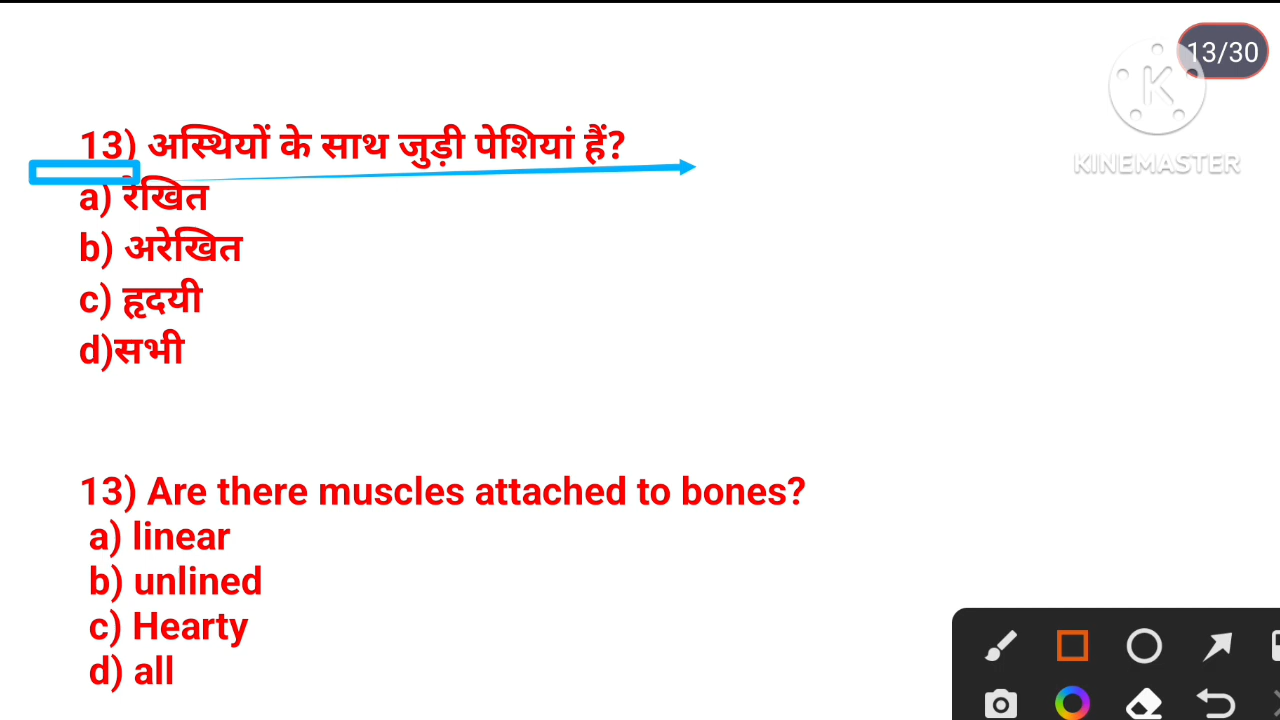 13/30
KINEMASTER
13) अस्थियों के साथ जुड़ी पेशियां हैं?
a) रेखित
b) अरेखित
c) हृदयी
d)सभी
13) Are there muscles attached to bones?
a) linear
b) unlined
c) Hearty
d) all